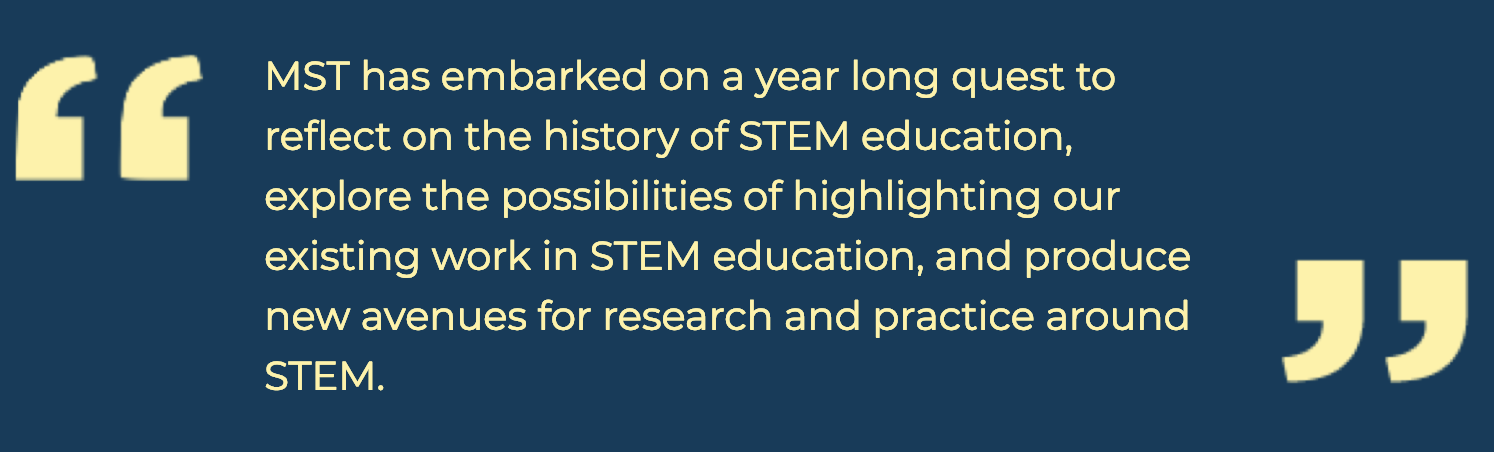 “
MST has embarked on a year long quest to
reflect on the history of STEM education,
explore the possibilities of highlighting our
existing work in STEM education, and produce
new avenues for research and practice around
STEM.
”